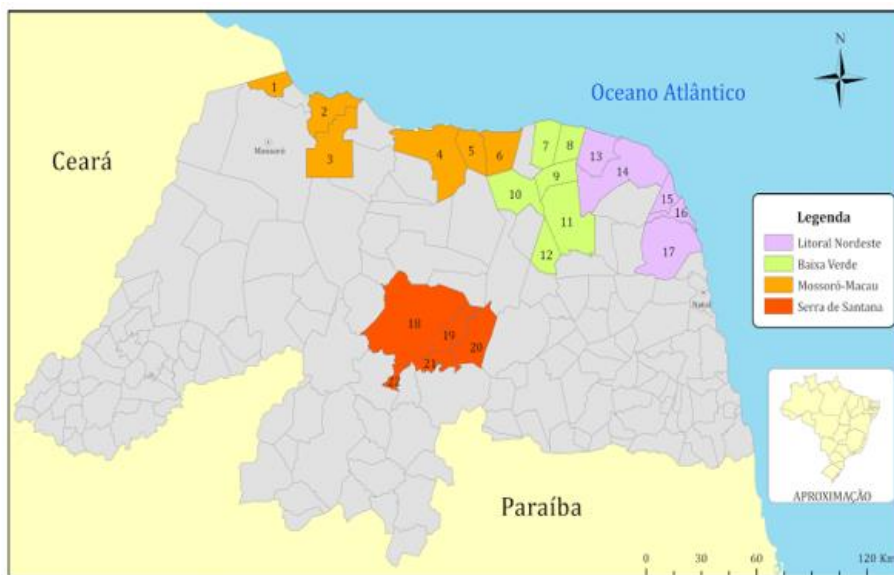 N
Oceano Atlântico
Ceará
Mossoró
1
2
3
4
5
6
7
8
9
10
11
12
13
14
15
16
17
Natal
Legenda
Litoral Nordeste
Baixa Verde
Mossoró-Macau
Serra de Santana
18
19
20
21
22
Paraíba
APROXIMAÇÃO
0 30 60 120 Km